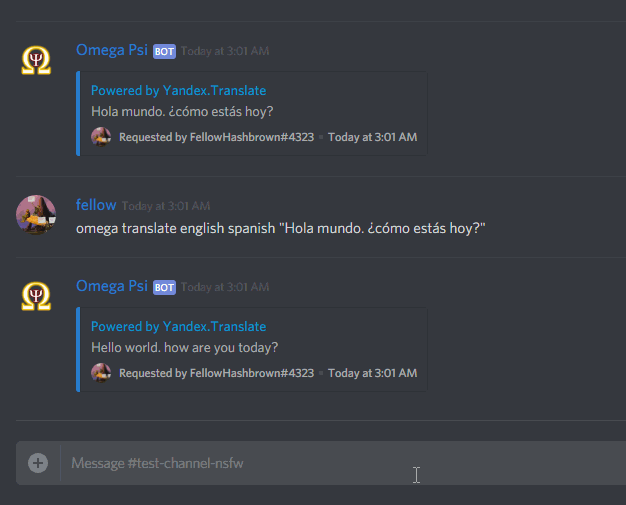 Omega Psi BOT Today at 3:01 AM
Powered by Yandex.Translate
Hola mundo. ¿cómo estás hoy?
Requested by FellowHashbrown#4323 • Today at 3:01 AM
fellow Today at 3:01 AM
omega translate english spanish "Hola mundo. ¿cómo estás hoy?"
Omega Psi BOT Today at 3:01 AM
Powered by Yandex.Translate
Hello world. how are you today?
Requested by FellowHashbrown#4323 • Today at 3:01 AM
Message #test-channel-nsfw